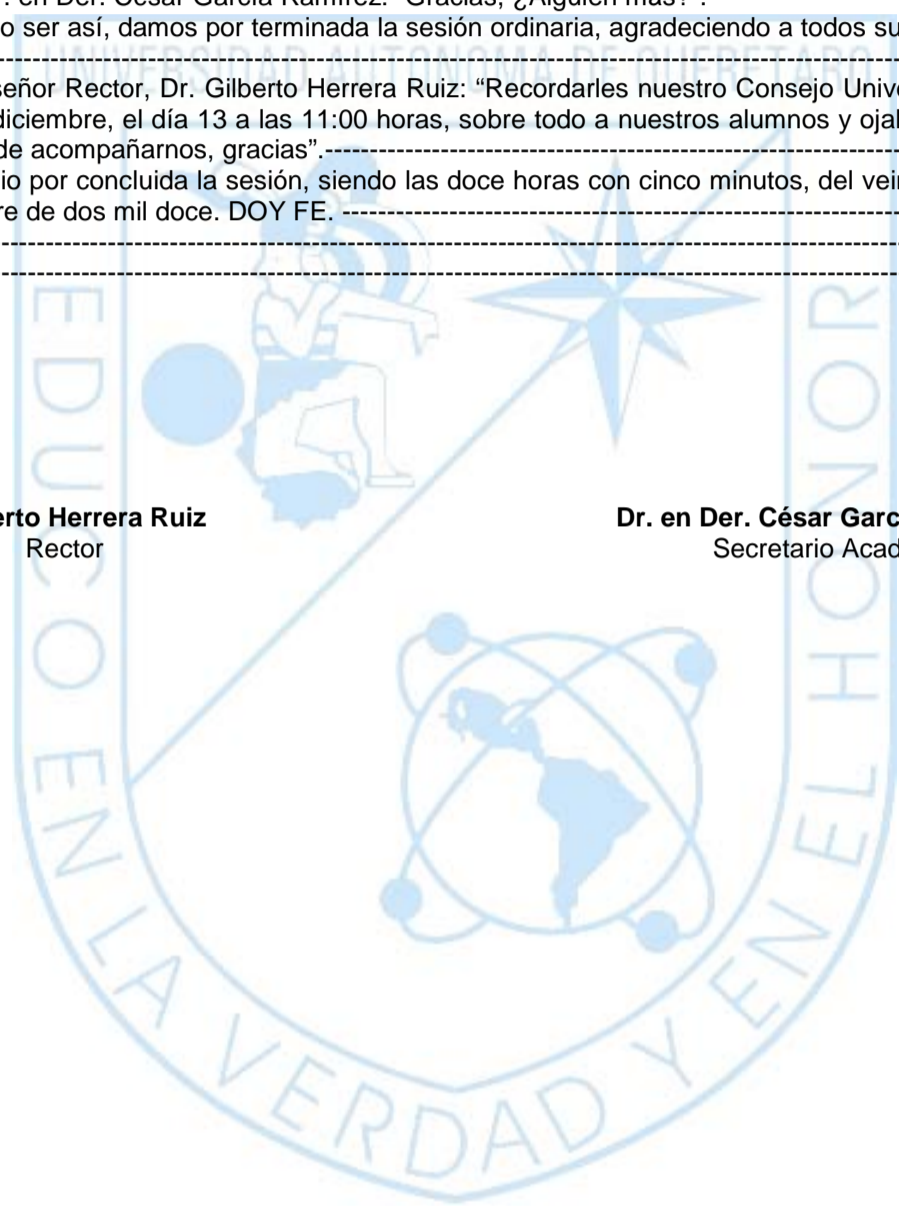 . en Der. César García Ramírez: “Gracias, ¿Alguien más?”.
o ser así, damos por terminada la sesión ordinaria, agradeciendo a todos su
UNIVERSIDAD AUTÓNOMA DE QUERÉTARO
señor Rector, Dr. Gilberto Herrera Ruiz: “Recordarles nuestro Consejo Unive
diciembre, el día 13 a las 11:00 horas, sobre todo a nuestros alumnos y ojal
de acompañarnos, gracias”.------------------------------------------------------------
io por concluida la sesión, siendo las doce horas con cinco minutos, del vein
re de dos mil doce. DOY FE. ------------------------------------------------------------
erto Herrera Ruiz
Rector
Dr. en Der. César Garc
Secretario Acad
EDUCO EN LA VERDAD Y EN EL HONOR